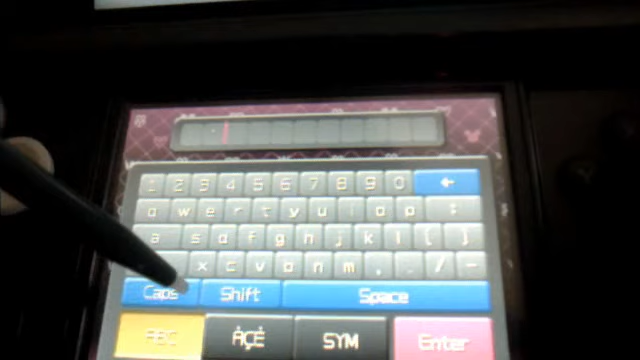 1 2 3 4 5 6 7 8 9 0 ←
q w e r t y u i o p :
a s d f g h j k l [ ]
x c v b n m , . / -
Caps Shift Space
ABC ÀÇÉ SYM Enter